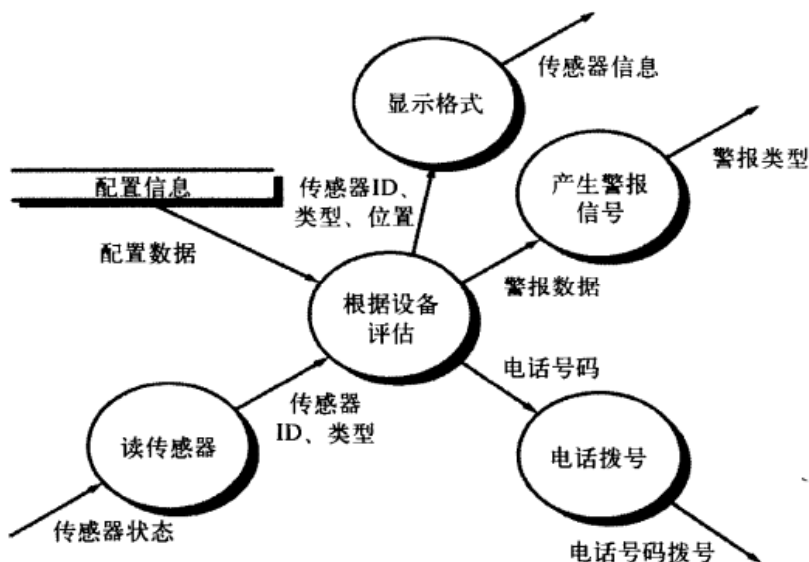 显示格式
传感器信息
警报类型
配置信息
传感器ID、
类型、位置
产生警报
信号
配置数据
根据设备
评估
警报数据
电话号码
传感器
ID、类型
读传感器
电话拨号
传感器状态
电话号码拨号